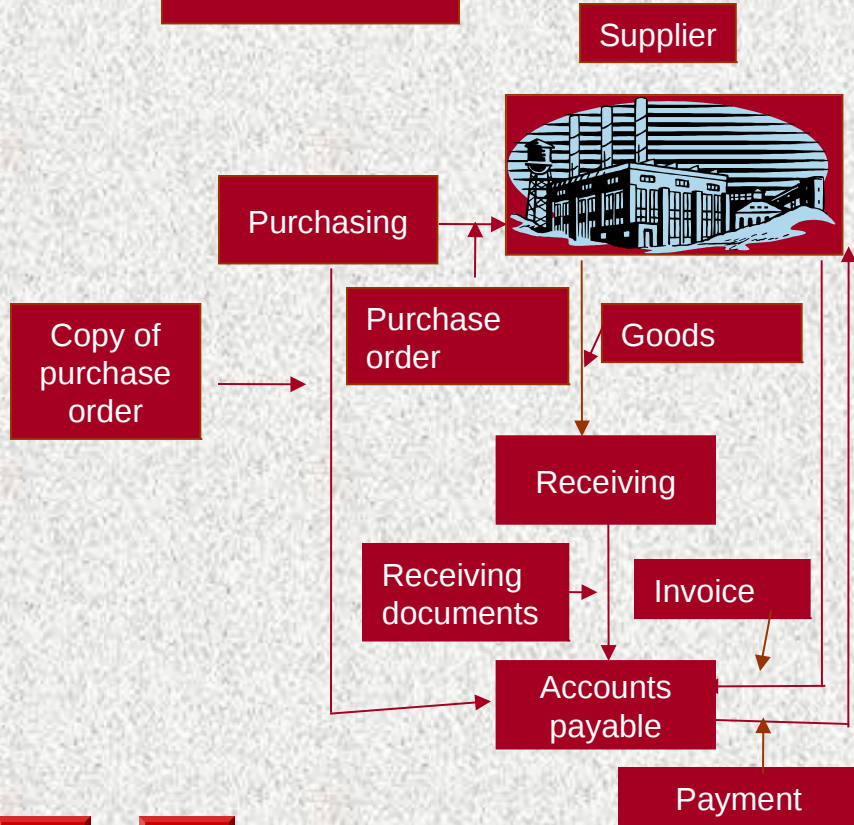 Supplier
Purchasing
Purchase
order
Goods
Copy of
purchase
order
Receiving
Receiving
documents
Invoice
Accounts
payable
Payment